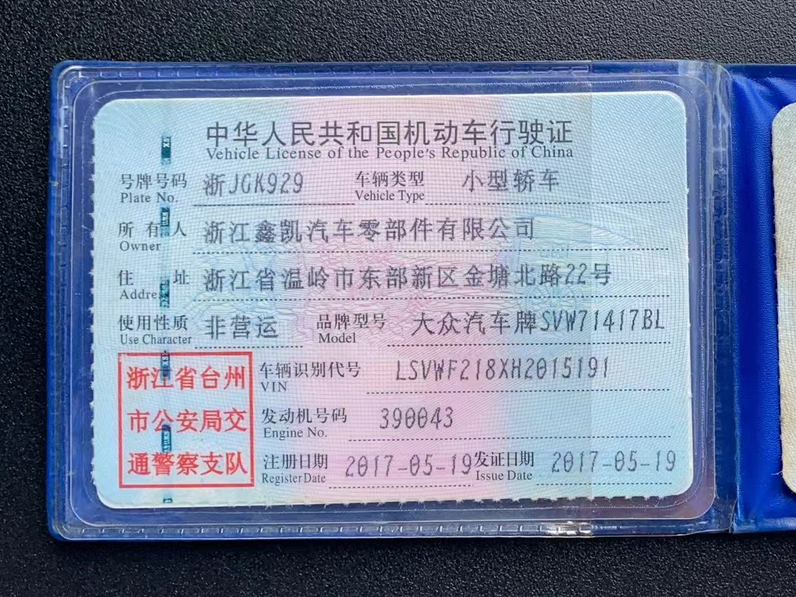 中华人民共和国机动车行驶证
Vehicle License of the People's Republic of China
号牌号码 浙JGK929 车辆类型 小型轿车
Plate No. Vehicle Type
所有人 浙江鑫凯汽车零部件有限公司
Owner
住址 浙江省温岭市东部新区金塘北路22号
Address
使用性质 非营运 品牌型号 大众汽车牌SVW71417BL
Use Character Model
浙江省台州
市公安局交
通警察支队
车辆识别代号 LSVWF218XH2015191
VIN
发动机号码 390043
Engine No.
注册日期 2017-05-19 发证日期 2017-05-19
Register Date Issue Date